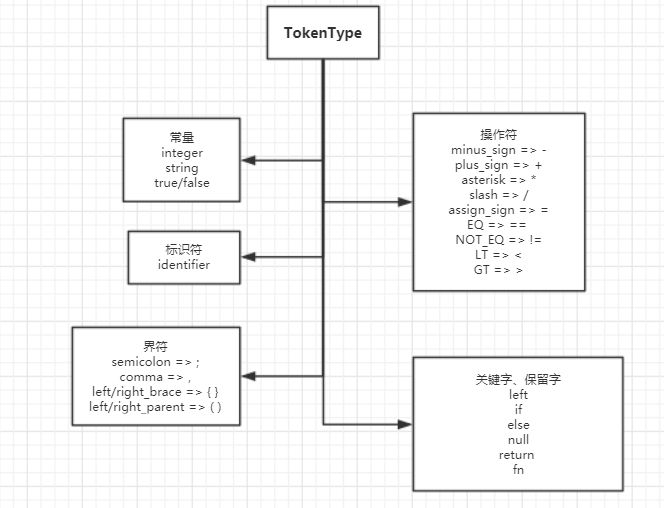 TokenType
常量
integer
string
true/false
标识符
identifier
界符
semicolon => ;
comma => ,
left/right_brace => { }
left/right_parent => ( )
操作符
minus_sign => -
plus_sign => +
asterisk => *
slash => /
assign_sign => =
EQ => ==
NOT_EQ => !=
LT => <
GT => >
关键字、保留字
left
if
else
null
return
fn